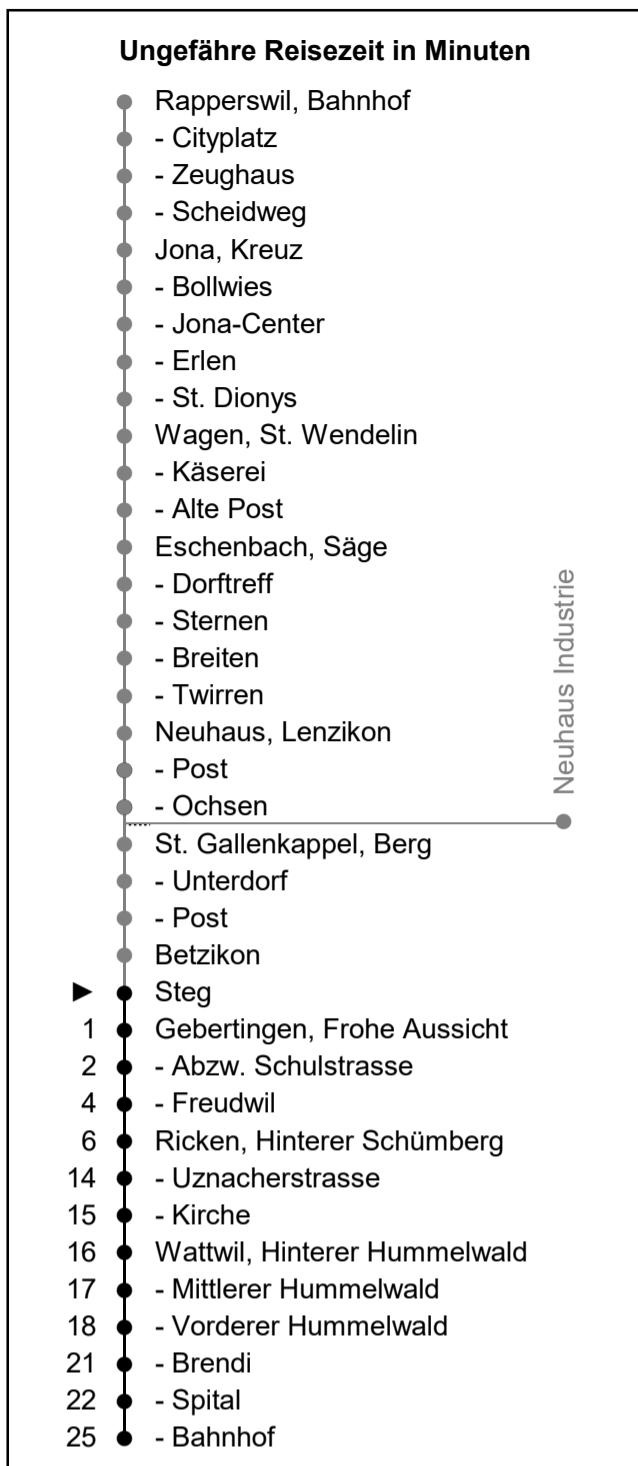 Ungefähre Reisezeit in Minuten
Rapperswil, Bahnhof
- Cityplatz
- Zeughaus
- Scheidweg
Jona, Kreuz
- Bollwies
- Jona-Center
- Erlen
- St. Dionys
Wagen, St. Wendelin
- Käserei
- Alte Post
Eschenbach, Säge
- Dorftreff
- Sternen
- Breiten
- Twirren
Neuhaus, Lenzikon
- Post
- Ochsen
Neuhaus Industrie
St. Gallenkappel, Berg
- Unterdorf
- Post
Betzikon
► Steg
1 Gebertingen, Frohe Aussicht
2 - Abzw. Schulstrasse
4 - Freudwil
6 Ricken, Hinterer Schümberg
14 - Uznacherstrasse
15 - Kirche
16 Wattwil, Hinterer Hummelwald
17 - Mittlerer Hummelwald
18 - Vorderer Hummelwald
21 - Brendi
22 - Spital
25 - Bahnhof